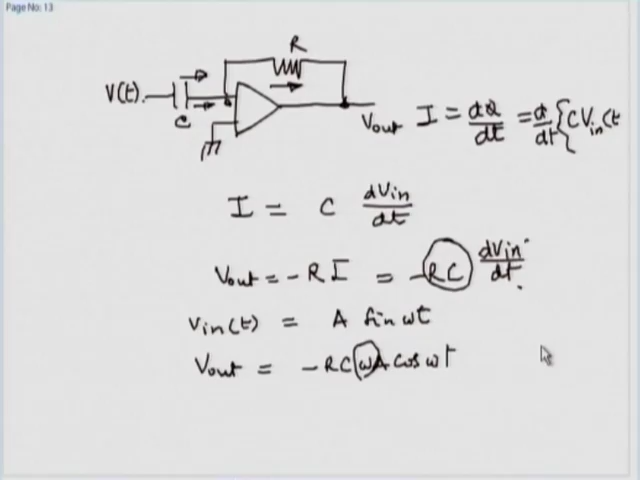 Page No: 13
R
V(t).
C
Vout I = dQ/dt = d/dt { C Vin (t
I = C dVin/dt
Vout = - R I = - RC dVin/dt.
Vin(t) = A sin ωt
Vout = - RC ωA cos ωt